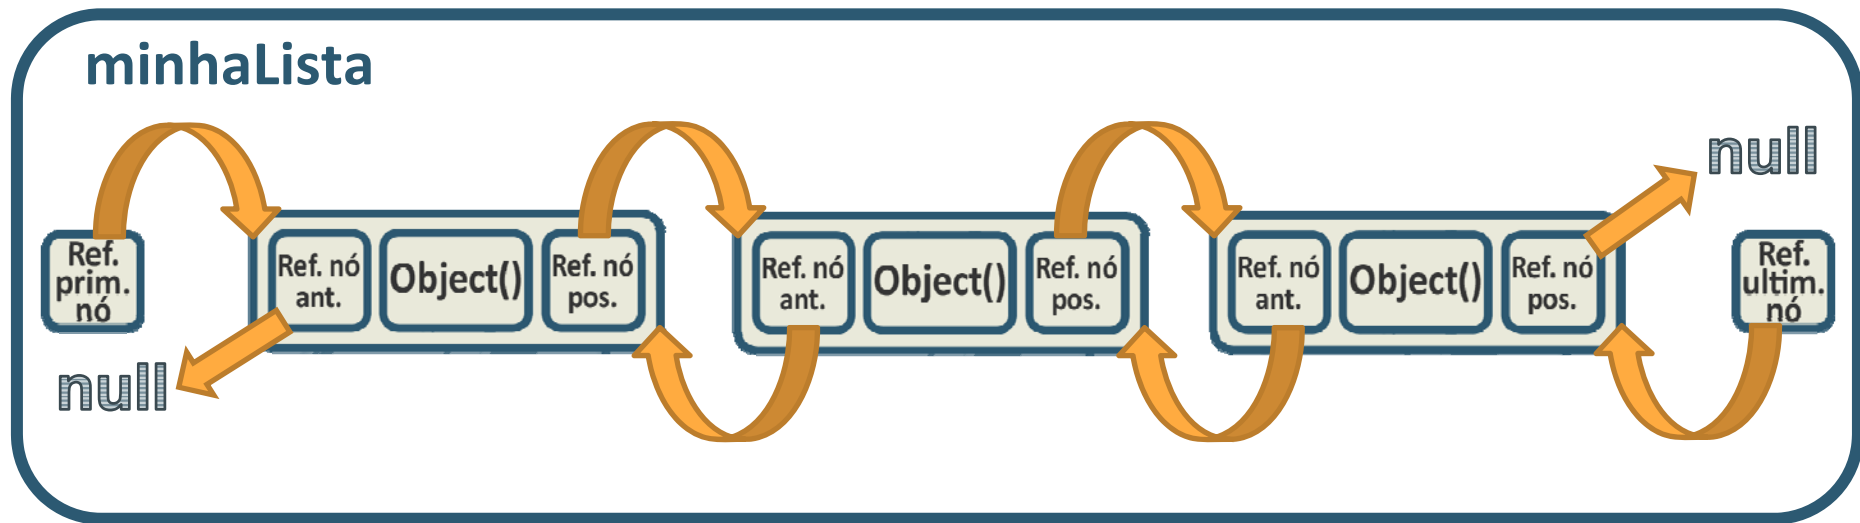 minhaLista
null
Ref.
prim.
nó
Ref. nó
ant.
Object()
Ref. nó
pos.
Ref. nó
ant.
Object()
Ref. nó
pos.
Ref. nó
ant.
Object()
Ref. nó
pos.
Ref.
ultim.
nó
null